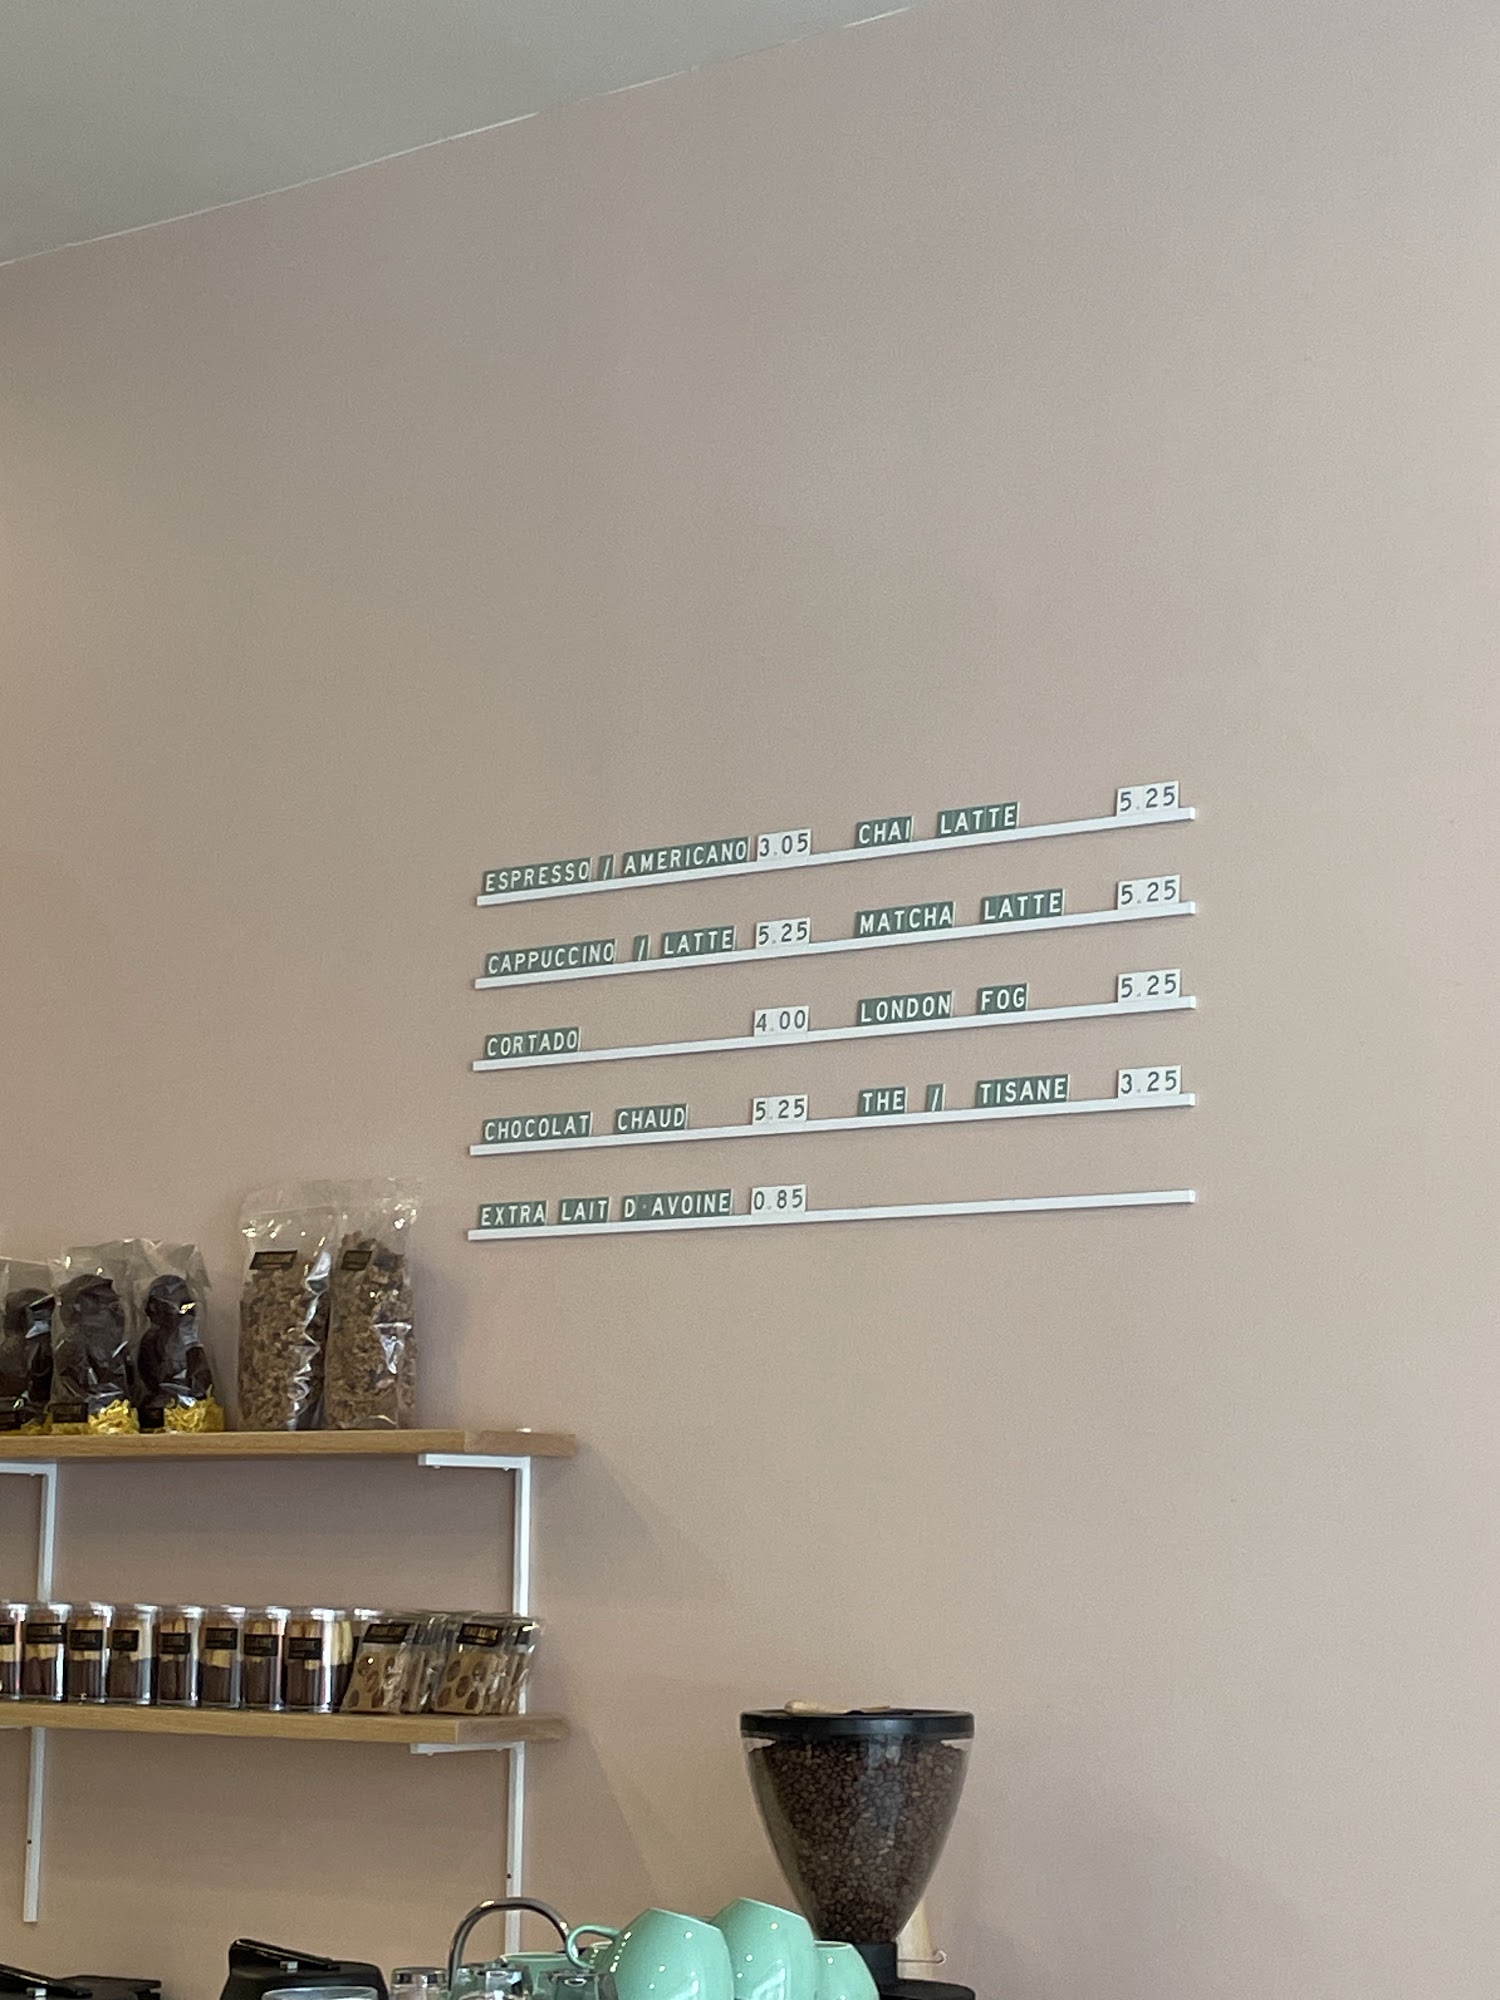 ESPRESSO / AMERICANO 3.05 CHAI LATTE 5.25
CAPPUCCINO / LATTE 5.25 MATCHA LATTE 5.25
CORTADO 4.00 LONDON FOG 5.25
CHOCOLAT CHAUD 5.25 THE / TISANE 3.25
EXTRA LAIT D·AVOINE 0.85